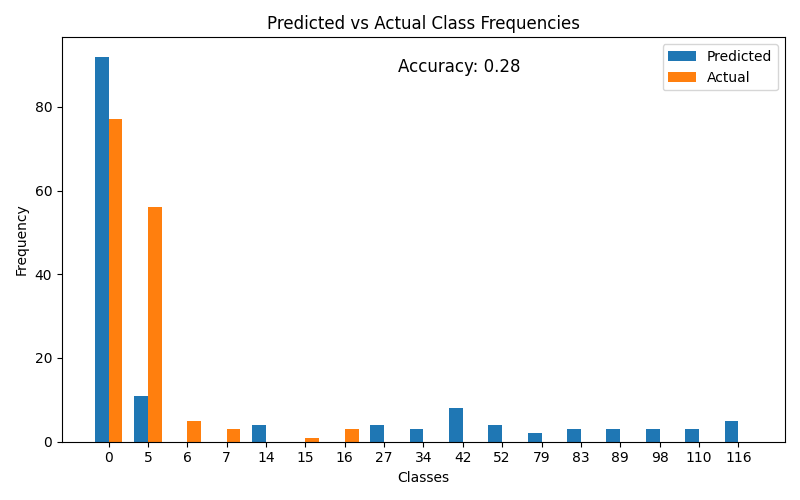 Predicted vs Actual Class Frequencies
Accuracy: 0.28
Predicted
Actual
Frequency
80
60
40
20
0
0 5 6 7 14 15 16 27 34 42 52 79 83 89 98 110 116
Classes